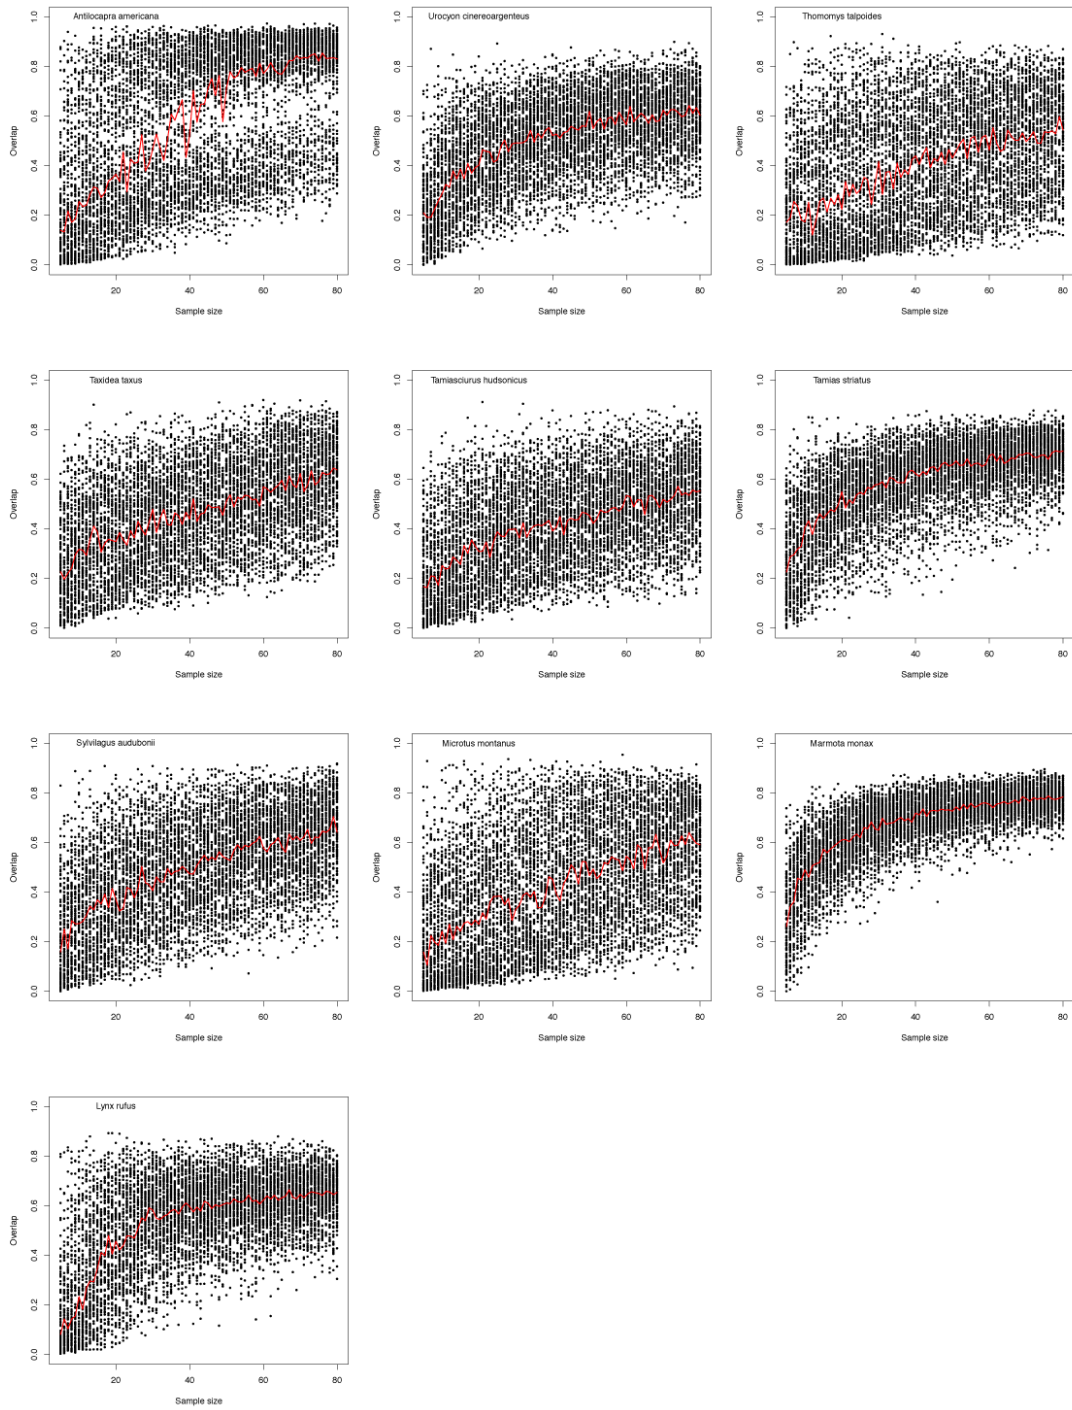 Antilocapra americana
1.0
0.8
0.6
0.4
0.2
0.0
Overlap
20 40 60 80
Sample size
Urocyon cinereoargenteus
1.0
0.8
0.6
0.4
0.2
0.0
Overlap
20 40 60 80
Sample size
Thomomys talpoides
1.0
0.8
0.6
0.4
0.2
0.0
Overlap
20 40 60 80
Sample size
Taxidea taxus
1.0
0.8
0.6
0.4
0.2
0.0
Overlap
20 40 60 80
Sample size
Tamiasciurus hudsonicus
1.0
0.8
0.6
0.4
0.2
0.0
Overlap
20 40 60 80
Sample size
Tamias striatus
1.0
0.8
0.6
0.4
0.2
0.0
Overlap
20 40 60 80
Sample size
Sylvilagus audubonii
1.0
0.8
0.6
0.4
0.2
0.0
Overlap
20 40 60 80
Sample size
Microtus montanus
1.0
0.8
0.6
0.4
0.2
0.0
Overlap
20 40 60 80
Sample size
Marmota monax
1.0
0.8
0.6
0.4
0.2
0.0
Overlap
20 40 60 80
Sample size
Lynx rufus
1.0
0.8
0.6
0.4
0.2
0.0
Overlap
20 40 60 80
Sample size